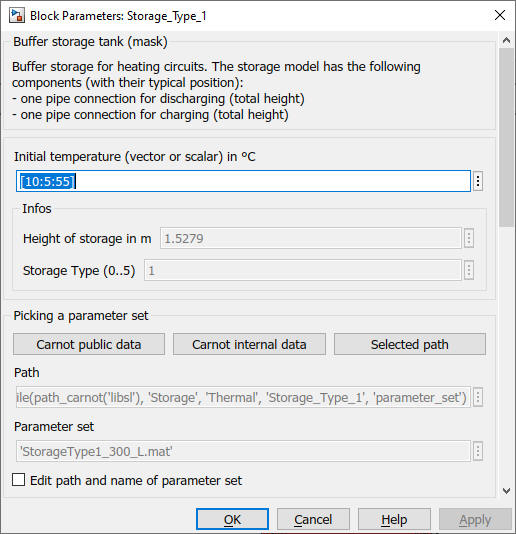 Block Parameters: Storage_Type_1
Buffer storage tank (mask)
Buffer storage for heating circuits. The storage model has the following
components (with their typical position):
- one pipe connection for discharging (total height)
- one pipe connection for charging (total height)
Initial temperature (vector or scalar) in °C
[10:5:55]
Infos
Height of storage in m 1.5279
Storage Type (0..5) 1
Picking a parameter set
Carnot public data Carnot internal data Selected path
Path
ile(path_carnot('libsl'), 'Storage', 'Thermal', 'Storage_Type_1', 'parameter_set')
Parameter set
'StorageType1_300_L.mat'
Edit path and name of parameter set
OK Cancel Help Apply